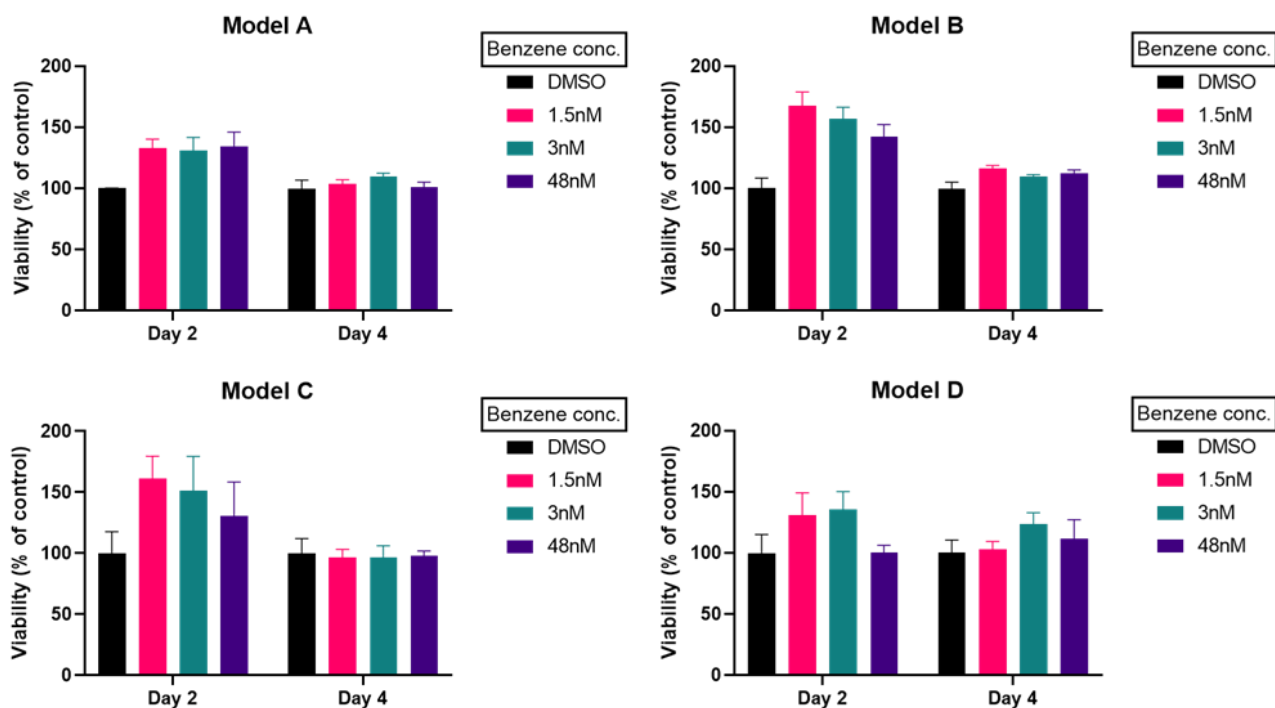 Model A
Benzene conc.
DMSO
1.5nM
3nM
48nM
Viability (% of control)
200
150
100
50
0
Day 2 Day 4
Model B
Benzene conc.
DMSO
1.5nM
3nM
48nM
Viability (% of control)
200
150
100
50
0
Day 2 Day 4
Model C
Benzene conc.
DMSO
1.5nM
3nM
48nM
Viability (% of control)
200
150
100
50
0
Day 2 Day 4
Model D
Benzene conc.
DMSO
1.5nM
3nM
48nM
Viability (% of control)
200
150
100
50
0
Day 2 Day 4